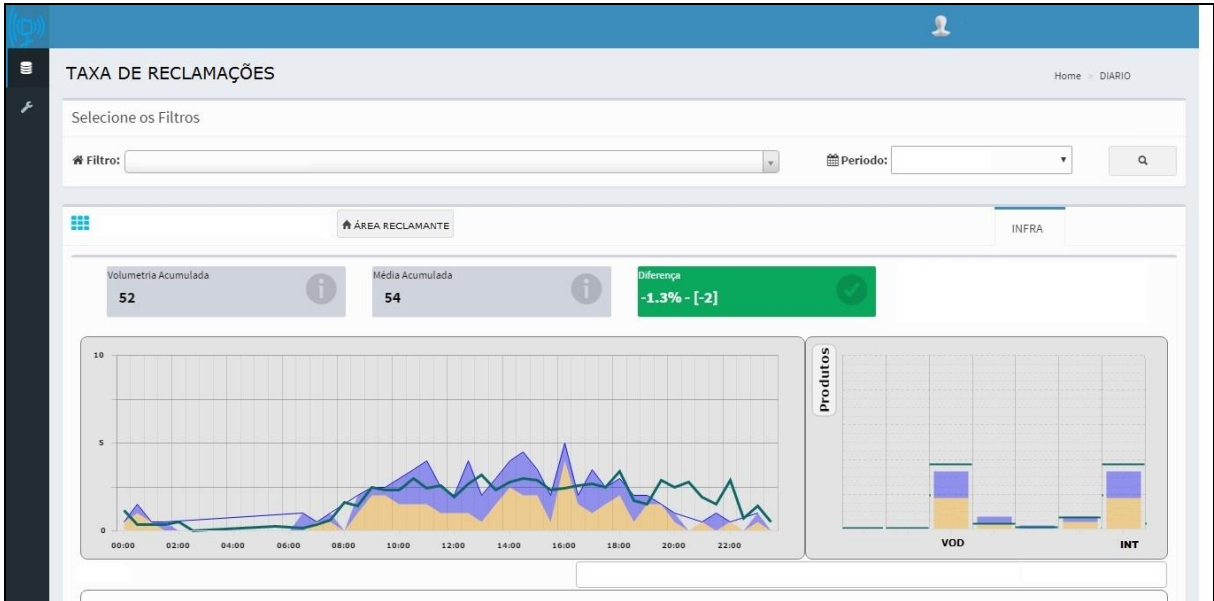 TAXA DE RECLAMAÇÕES
Home > DIARIO
Selecione os Filtros
Filtro:
Periodo:
ÁREA RECLAMANTE
INFRA
Volumetria Acumulada
52
Média Acumulada
54
Diferença
-1.3% - [-2]
10
5
0
00:00 02:00 04:00 06:00 08:00 10:00 12:00 14:00 16:00 18:00 20:00 22:00
Produtos
VOD INT